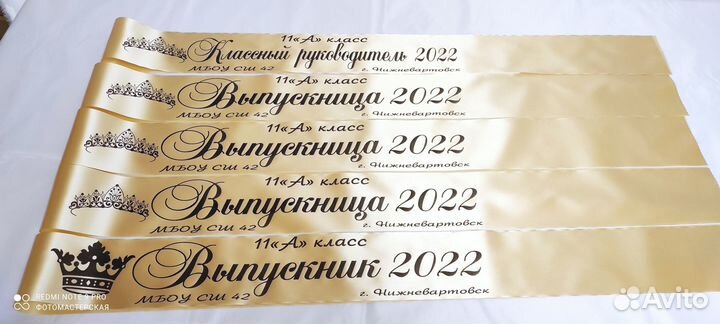 11«А» класс
Классный руководитель 2022
МБОУ СШ 42 г. Нижневартовск
11«А» класс
Выпускница 2022
МБОУ СШ 42 г. Нижневартовск
11«А» класс
Выпускница 2022
МБОУ СШ 42 г. Нижневартовск
11«А» класс
Выпускница 2022
МБОУ СШ 42 г. Нижневартовск
11«А» класс
Выпускник 2022
МБОУ СШ 42 г. Нижневартовск
REDMI NOTE 9 PRO
ФОТОМАСТЕРСКАЯ
Avito